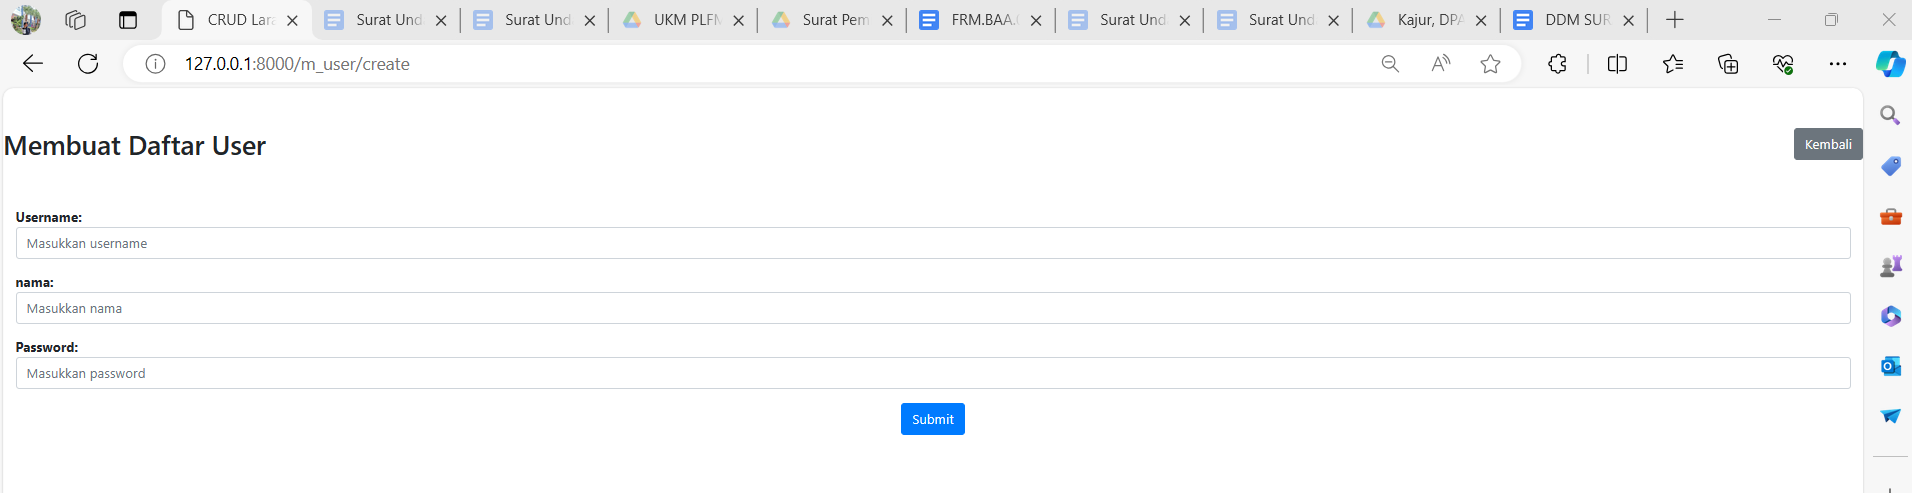 CRUD Lara
Surat Und
Surat Und
UKM PLFM
Surat Pem
FRM.BAA.
Surat Und
Surat Und
Kajur, DPA
DDM SUR
127.0.0.1:8000/m_user/create
Membuat Daftar User
Kembali
Username:
Masukkan username
nama:
Masukkan nama
Password:
Masukkan password
Submit